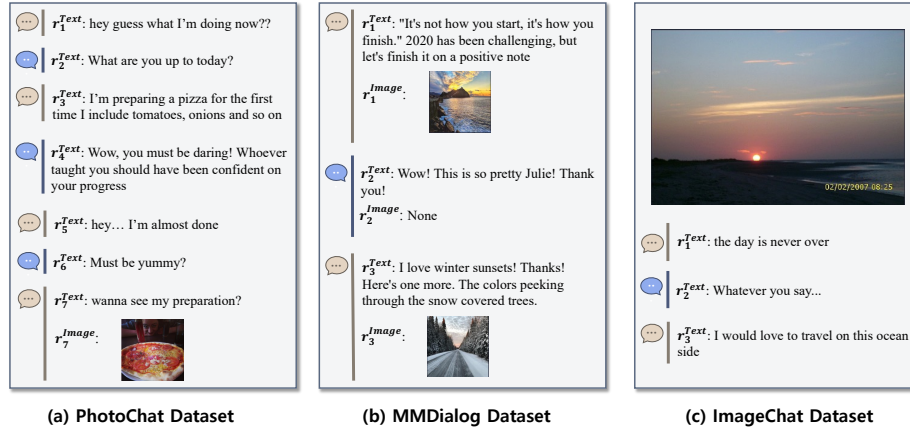 r₁ᵀᵉˣᵗ: hey guess what I’m doing now??
r₂ᵀᵉˣᵗ: What are you up to today?
r₃ᵀᵉˣᵗ: I’m preparing a pizza for the first
time I include tomatoes, onions and so on
r₄ᵀᵉˣᵗ: Wow, you must be daring! Whoever
taught you should have been confident on
your progress
r₅ᵀᵉˣᵗ: hey… I’m almost done
r₆ᵀᵉˣᵗ: Must be yummy?
r₇ᵀᵉˣᵗ: wanna see my preparation?
r₇ᴵᵐᵃᵍᵉ:
(a) PhotoChat Dataset
r₁ᵀᵉˣᵗ: "It's not how you start, it's how you
finish." 2020 has been challenging, but
let's finish it on a positive note
r₁ᴵᵐᵃᵍᵉ:
r₂ᵀᵉˣᵗ: Wow! This is so pretty Julie! Thank
you!
r₂ᴵᵐᵃᵍᵉ: None
r₃ᵀᵉˣᵗ: I love winter sunsets! Thanks!
Here's one more. The colors peeking
through the snow covered trees.
r₃ᴵᵐᵃᵍᵉ:
(b) MMDialog Dataset
02/02/2007 08:25
r₁ᵀᵉˣᵗ: the day is never over
r₂ᵀᵉˣᵗ: Whatever you say...
r₃ᵀᵉˣᵗ: I would love to travel on this ocean
side
(c) ImageChat Dataset